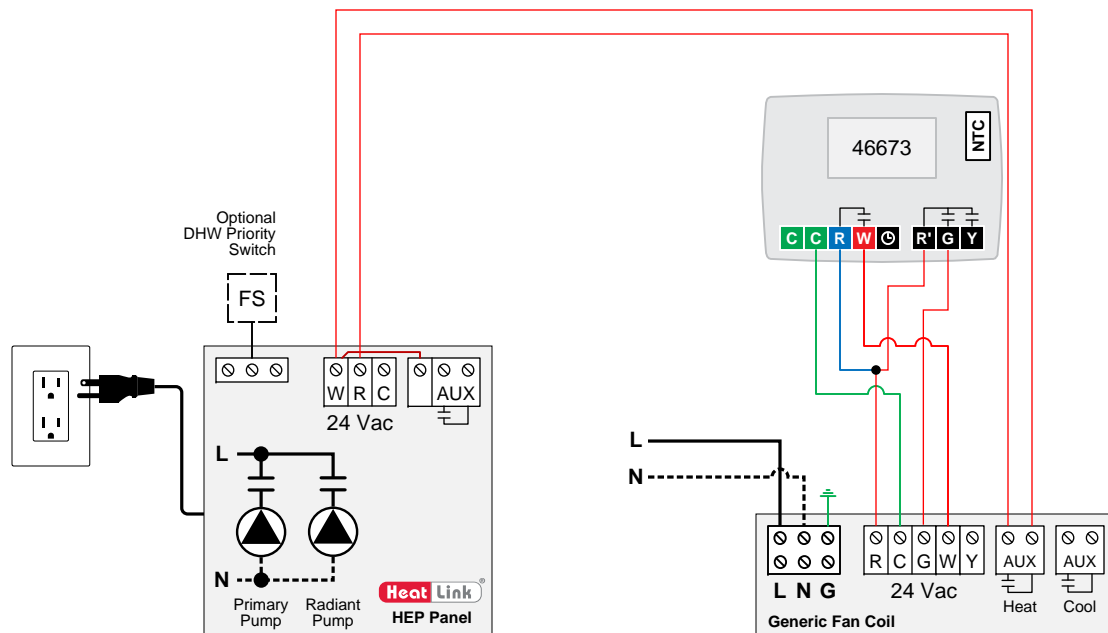 46673
NTC
C C R W R' G Y
Optional
DHW Priority
Switch
FS
W R C
AUX
24 Vac
L
N
Primary
Pump
Radiant
Pump
Heat Link®
HEP Panel
L
N
L N G
R C G W Y
24 Vac
AUX
Heat
AUX
Cool
Generic Fan Coil